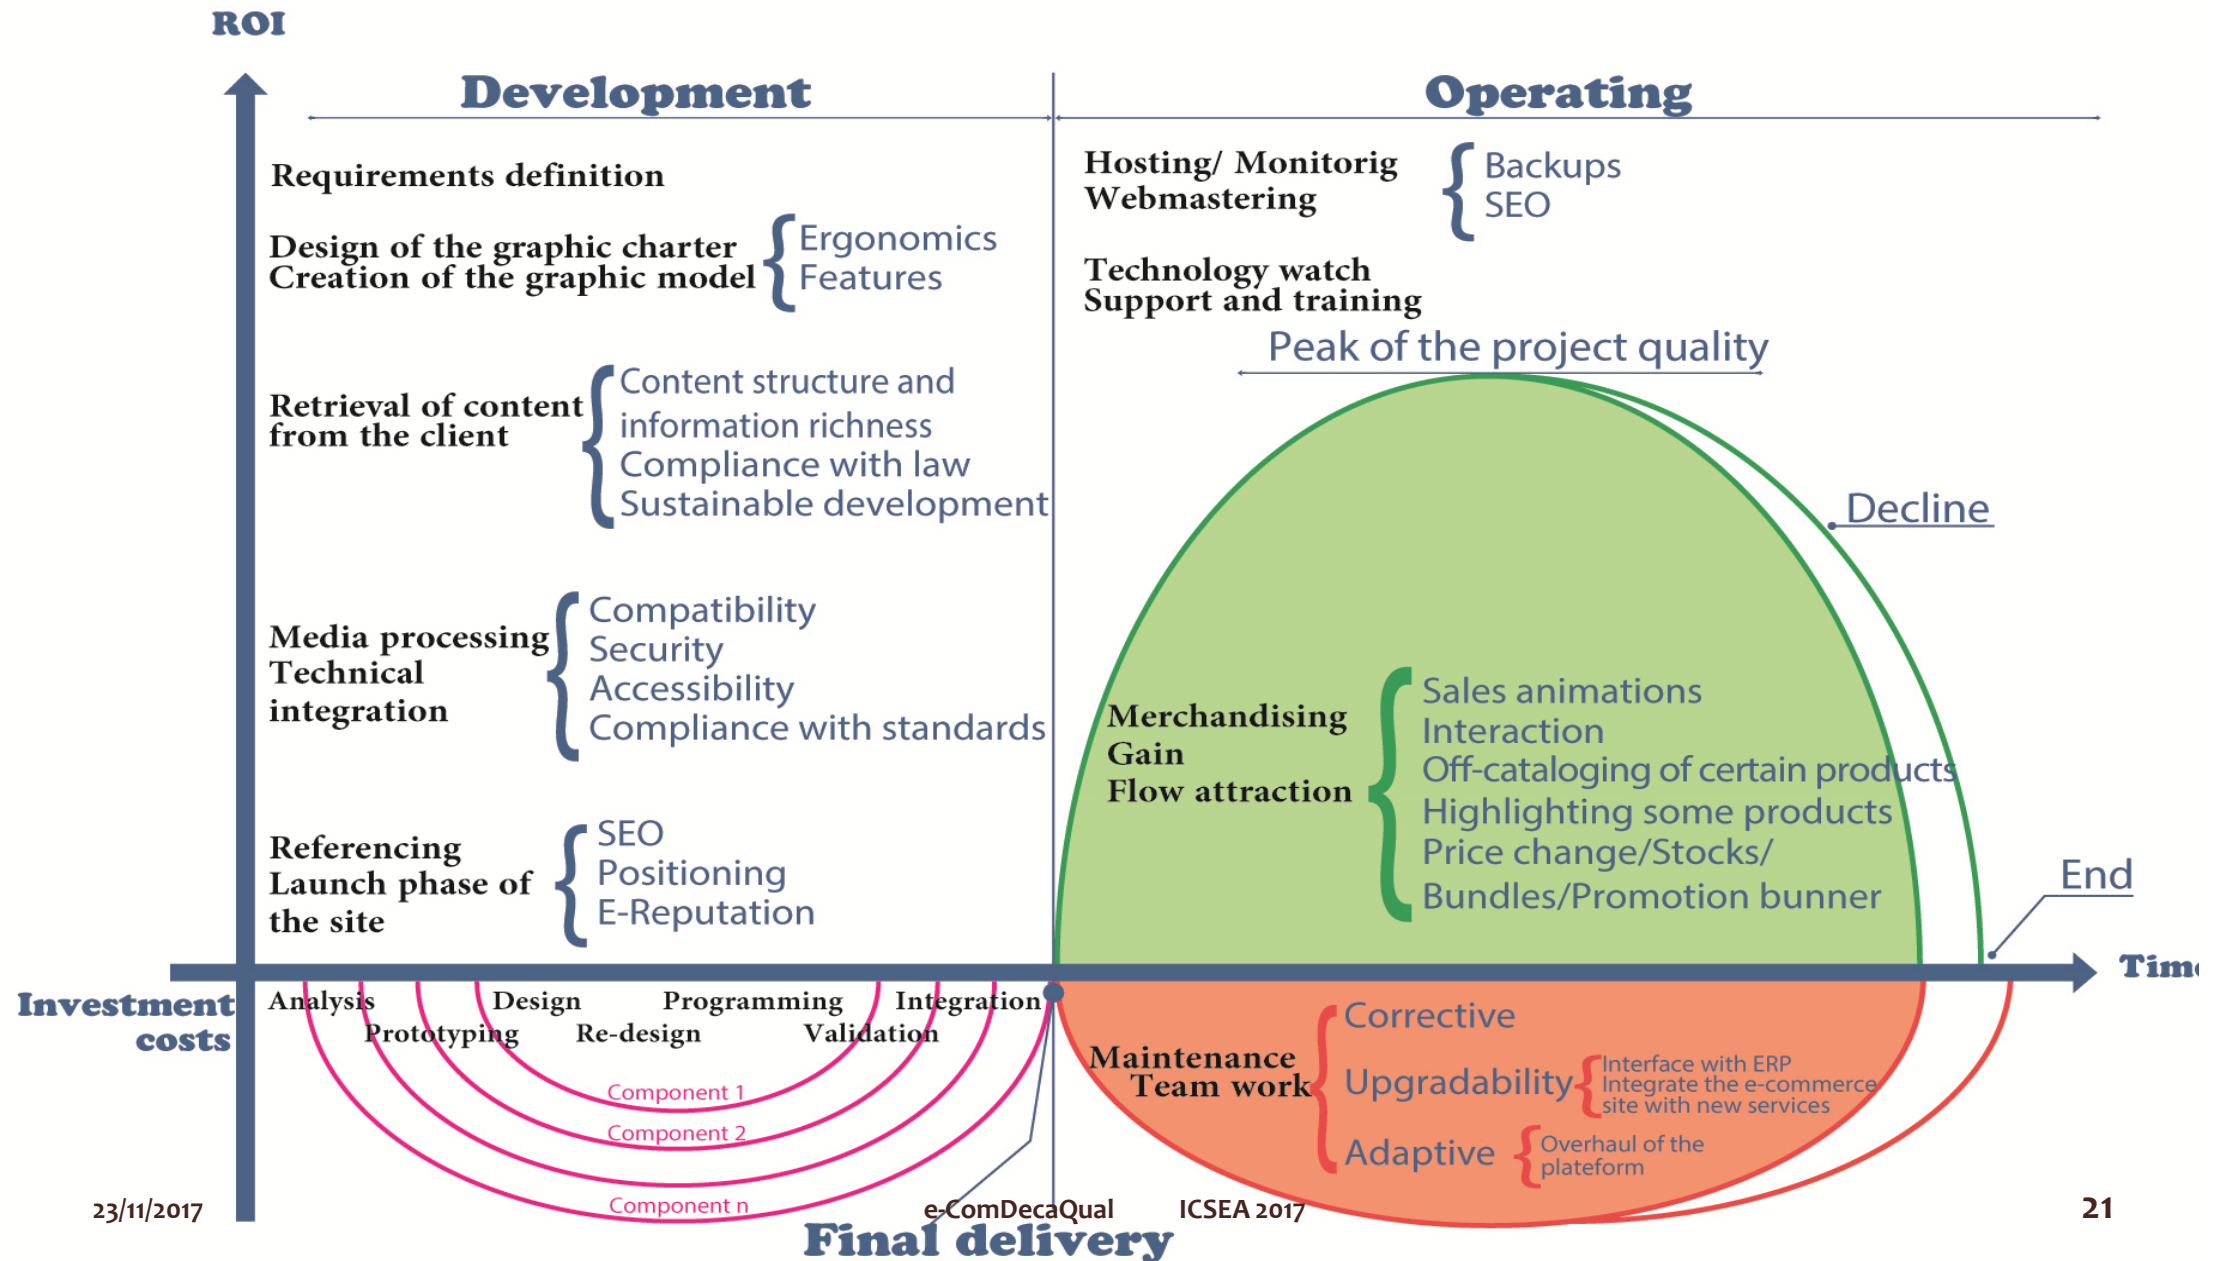 ROI
Development
Operating
Requirements definition
Design of the graphic charter
Creation of the graphic model
Ergonomics
Features
Retrieval of content
from the client
Content structure and
information richness
Compliance with law
Sustainable development
Media processing
Technical
integration
Compatibility
Security
Accessibility
Compliance with standards
Referencing
Launch phase of
the site
SEO
Positioning
E-Reputation
Hosting/ Monitorig
Webmastering
Backups
SEO
Technology watch
Support and training
Peak of the project quality
Decline
Merchandising
Gain
Flow attraction
Sales animations
Interaction
Off-cataloging of certain products
Highlighting some products
Price change/Stocks/
Bundles/Promotion bunner
End
Tim
Investment
costs
Analysis
Design
Programming
Integration
Prototyping
Re-design
Validation
Component 1
Component 2
Component n
Maintenance
Team work
Corrective
Upgradability
Interface with ERP
Integrate the e-commerce
site with new services
Adaptive
Overhaul of the
plateform
23/11/2017
e-ComDecaQual
ICSEA 2017
21
Final delivery